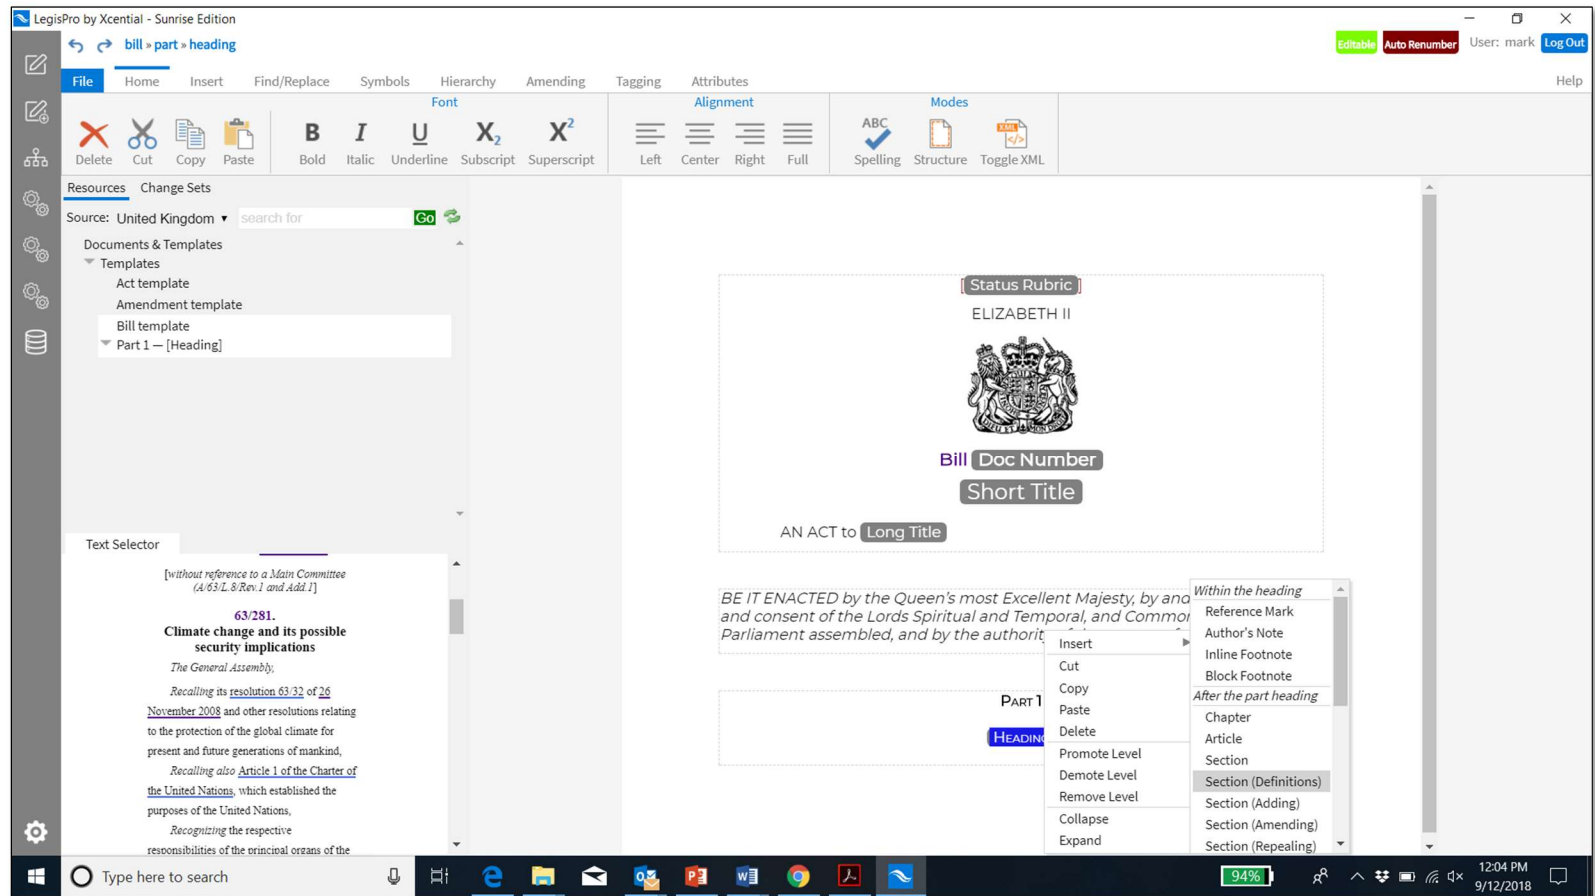 LegisPro by Xcential - Sunrise Edition
bill » part » heading
Editable Auto Renumber User: mark Log Out
File Home Insert Find/Replace Symbols Hierarchy Amending Tagging Attributes Help
Font Alignment Modes
B I U X2 X2 ABC XML
Delete Cut Copy Paste Bold Italic Underline Subscript Superscript Left Center Right Full Spelling Structure Toggle XML
Resources Change Sets
Source: United Kingdom search for Go
Documents & Templates
Templates
Act template
Amendment template
Bill template
Part 1 — [Heading]
Text Selector
[without reference to a Main Committee
(A/63/L.8/Rev.1 and Add.1]
63/281.
Climate change and its possible
security implications
The General Assembly,
Recalling its resolution 63/32 of 26
November 2008 and other resolutions relating
to the protection of the global climate for
present and future generations of mankind,
Recalling also Article 1 of the Charter of
the United Nations, which established the
purposes of the United Nations,
Recognizing the respective
responsibilities of the principal organs of the
[Status Rubric]
ELIZABETH II
DIEU ET MON DROIT
Bill Doc Number
Short Title
AN ACT to Long Title
BE IT ENACTED by the Queen's most Excellent Majesty, by and
and consent of the Lords Spiritual and Temporal, and Commo
Parliament assembled, and by the authority
Part 1
Heading
Insert
Cut
Copy
Paste
Delete
Promote Level
Demote Level
Remove Level
Collapse
Expand
Within the heading
Reference Mark
Author's Note
Inline Footnote
Block Footnote
After the part heading
Chapter
Article
Section
Section (Definitions)
Section (Adding)
Section (Amending)
Section (Repealing)
Type here to search
94%
12:04 PM
9/12/2018